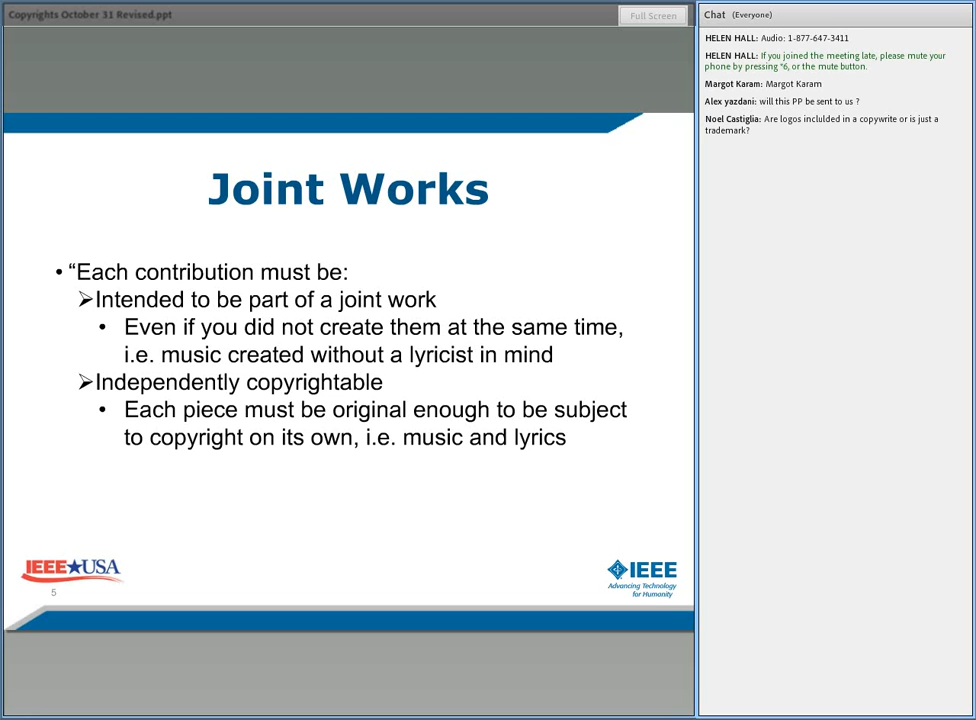 Copyrights October 31 Revised.ppt
Full Screen
Joint Works
• “Each contribution must be:
➢Intended to be part of a joint work
• Even if you did not create them at the same time,
i.e. music created without a lyricist in mind
➢Independently copyrightable
• Each piece must be original enough to be subject
to copyright on its own, i.e. music and lyrics
IEEE★USA
IEEE
Advancing Technology
for Humanity
5
Chat (Everyone)
HELEN HALL: Audio: 1-877-647-3411
HELEN HALL: If you joined the meeting late, please mute your
phone by pressing *6, or the mute button.
Margot Karam: Margot Karam
Alex yazdani: will this PP be sent to us ?
Noel Castiglia: Are logos inclulded in a copywrite or is just a
trademark?